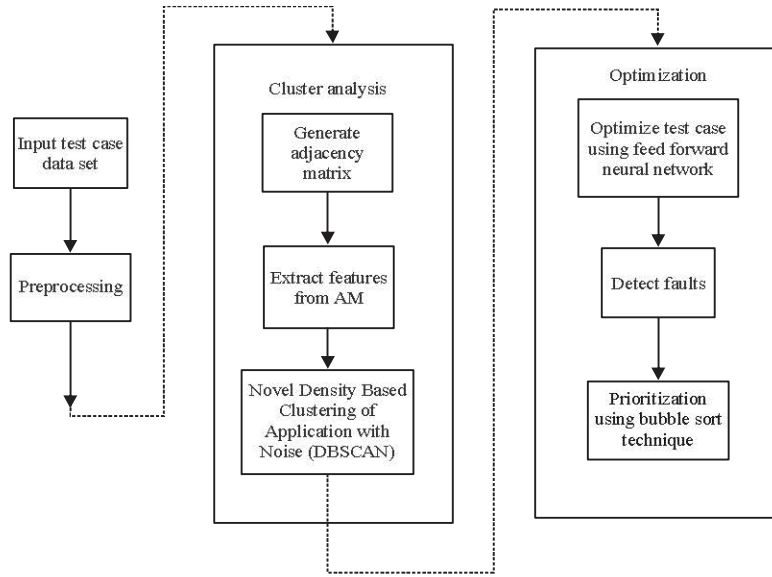 Input test case
data set
Preprocessing
Cluster analysis
Generate
adjacency
matrix
Extract features
from AM
Novel Density Based
Clustering of
Application with
Noise (DBSCAN)
Optimization
Optimize test case
using feed forward
neural network
Detect faults
Prioritization
using bubble sort
technique